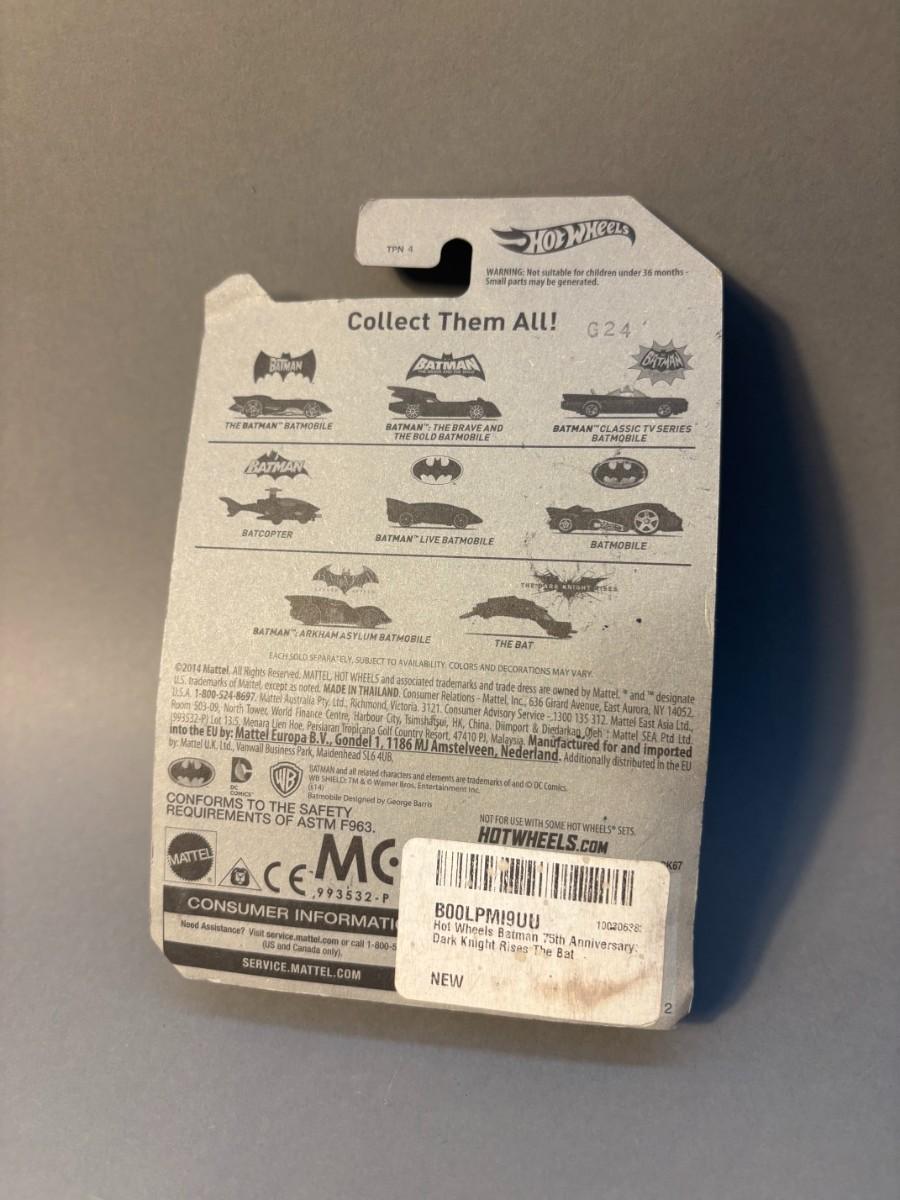 TPN 4
HOT WHEELS
WARNING: Not suitable for children under 36 months -
Small parts may be generated.
Collect Them All!
G24
BATMAN
BATMAN
BATMAN
THE BATMAN™ BATMOBILE
BATMAN™: THE BRAVE AND
THE BOLD BATMOBILE
BATMAN™ CLASSIC TV SERIES
BATMOBILE
BATMAN
BATCOPTER
BATMAN™ LIVE BATMOBILE
BATMOBILE
THE DARK KNIGHT RISES
BATMAN™: ARKHAM ASYLUM BATMOBILE
THE BAT
EACH SOLD SEPARATELY, SUBJECT TO AVAILABILITY. COLORS AND DECORATIONS MAY VARY.
©2014 Mattel. All Rights Reserved. MATTEL, HOT WHEELS and associated trademarks and trade dress are owned by Mattel. ® and ™ designate
U.S. trademarks of Mattel, except as noted. MADE IN THAILAND. Consumer Relations - Mattel, Inc., 636 Girard Avenue, East Aurora, NY 14052,
U.S.A. 1-800-524-8697. Mattel Australia Pty. Ltd., Richmond, Victoria. 3121. Consumer Advisory Service - 1300 135 312. Mattel East Asia Ltd.,
Room 503-09, North Tower, World Finance Centre, Harbour City, Tsimshatsui, HK, China. Diimport & Diedarkan Oleh : Mattel SEA Ptd Ltd.
(993532-P) Lot 13.5, Menara Lien Hoe, Persiaran Tropicana Golf Country Resort, 47410 PJ, Malaysia. Manufactured for and imported
into the EU by: Mattel Europa B.V., Gondel 1, 1186 MJ Amstelveen, Nederland. Additionally distributed in the EU
by: Mattel U.K. Ltd., Vanwall Business Park, Maidenhead SL6 4UB.
DC
COMICS™
WB
BATMAN and all related characters and elements are trademarks of and © DC Comics.
WB SHIELD: TM & © Warner Bros. Entertainment Inc.
(s14)
Batmobile Designed by George Barris
CONFORMS TO THE SAFETY
REQUIREMENTS OF ASTM F963.
NOT FOR USE WITH SOME HOT WHEELS® SETS.
HOTWHEELS.COM
MATTEL
CE
MC
993532-P
DK67
CONSUMER INFORMATI
Need Assistance? Visit service.mattel.com or call 1-800-5
(US and Canada only).
SERVICE.MATTEL.COM
B00LPMI9UU
Hot Wheels Batman 75th Anniversary:
Dark Knight Rises The Bat
NEW
2